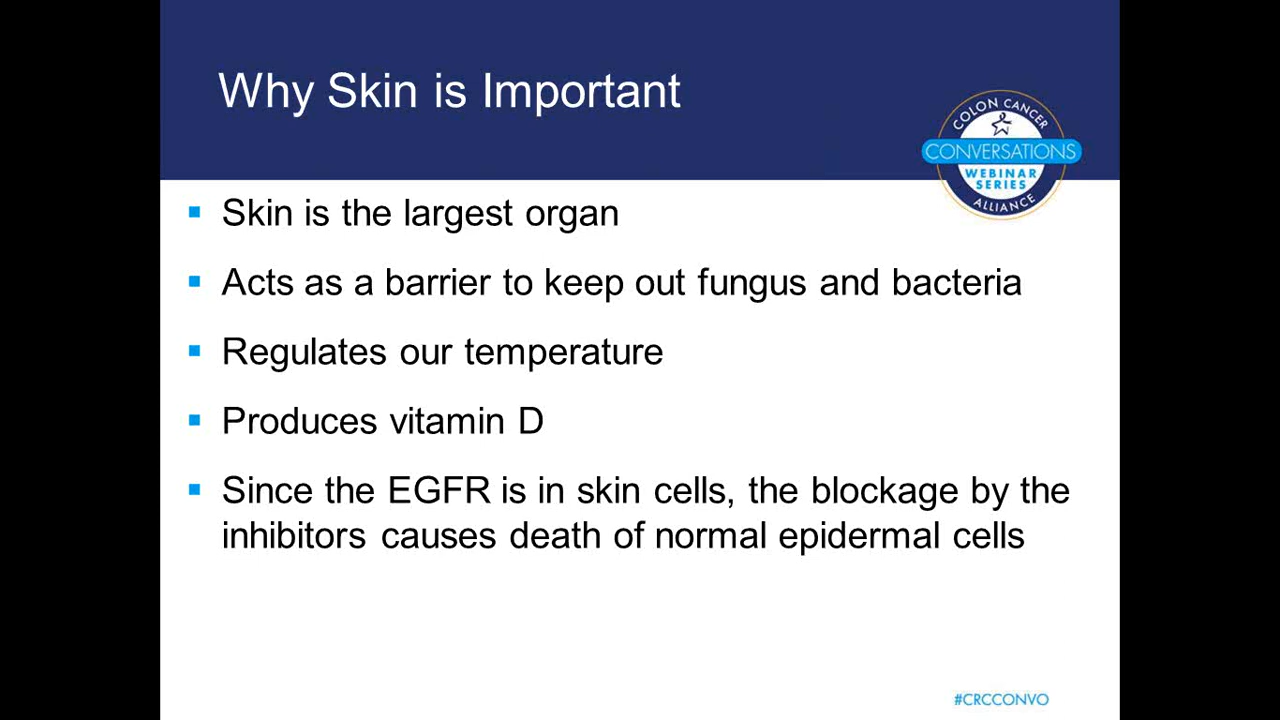 Why Skin is Important
COLON CANCER
CONVERSATIONS
WEBINAR
SERIES
ALLIANCE
Skin is the largest organ
Acts as a barrier to keep out fungus and bacteria
Regulates our temperature
Produces vitamin D
Since the EGFR is in skin cells, the blockage by the
inhibitors causes death of normal epidermal cells
#CRCCONVO